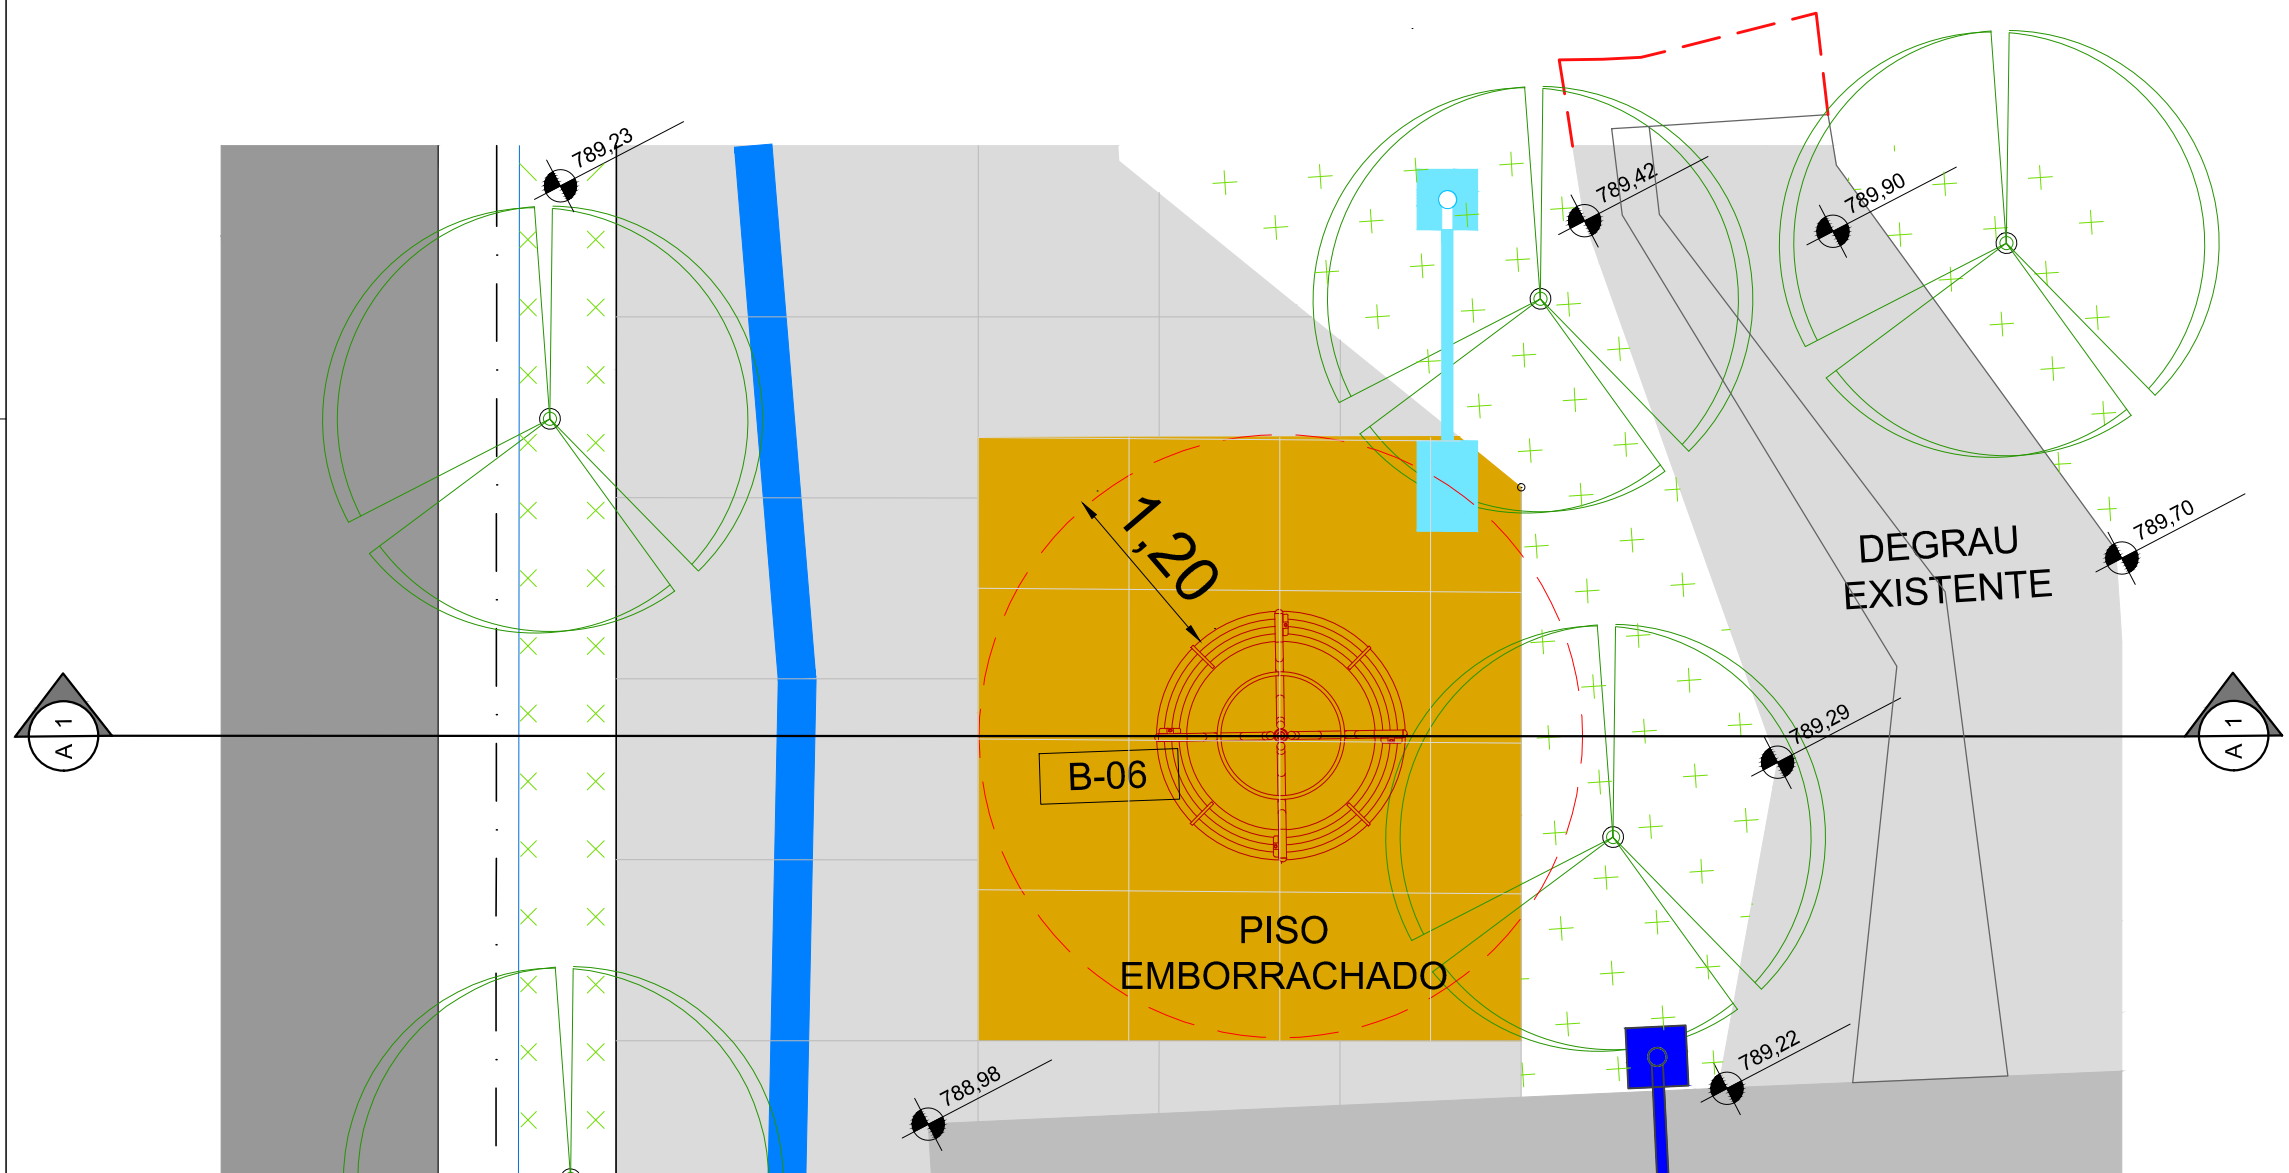 789,23
789,42
789,90
789,70
1,20
DEGRAU
EXISTENTE
1
A
1
A
789,29
B-06
PISO
EMBORRACHADO
788,98
789,22